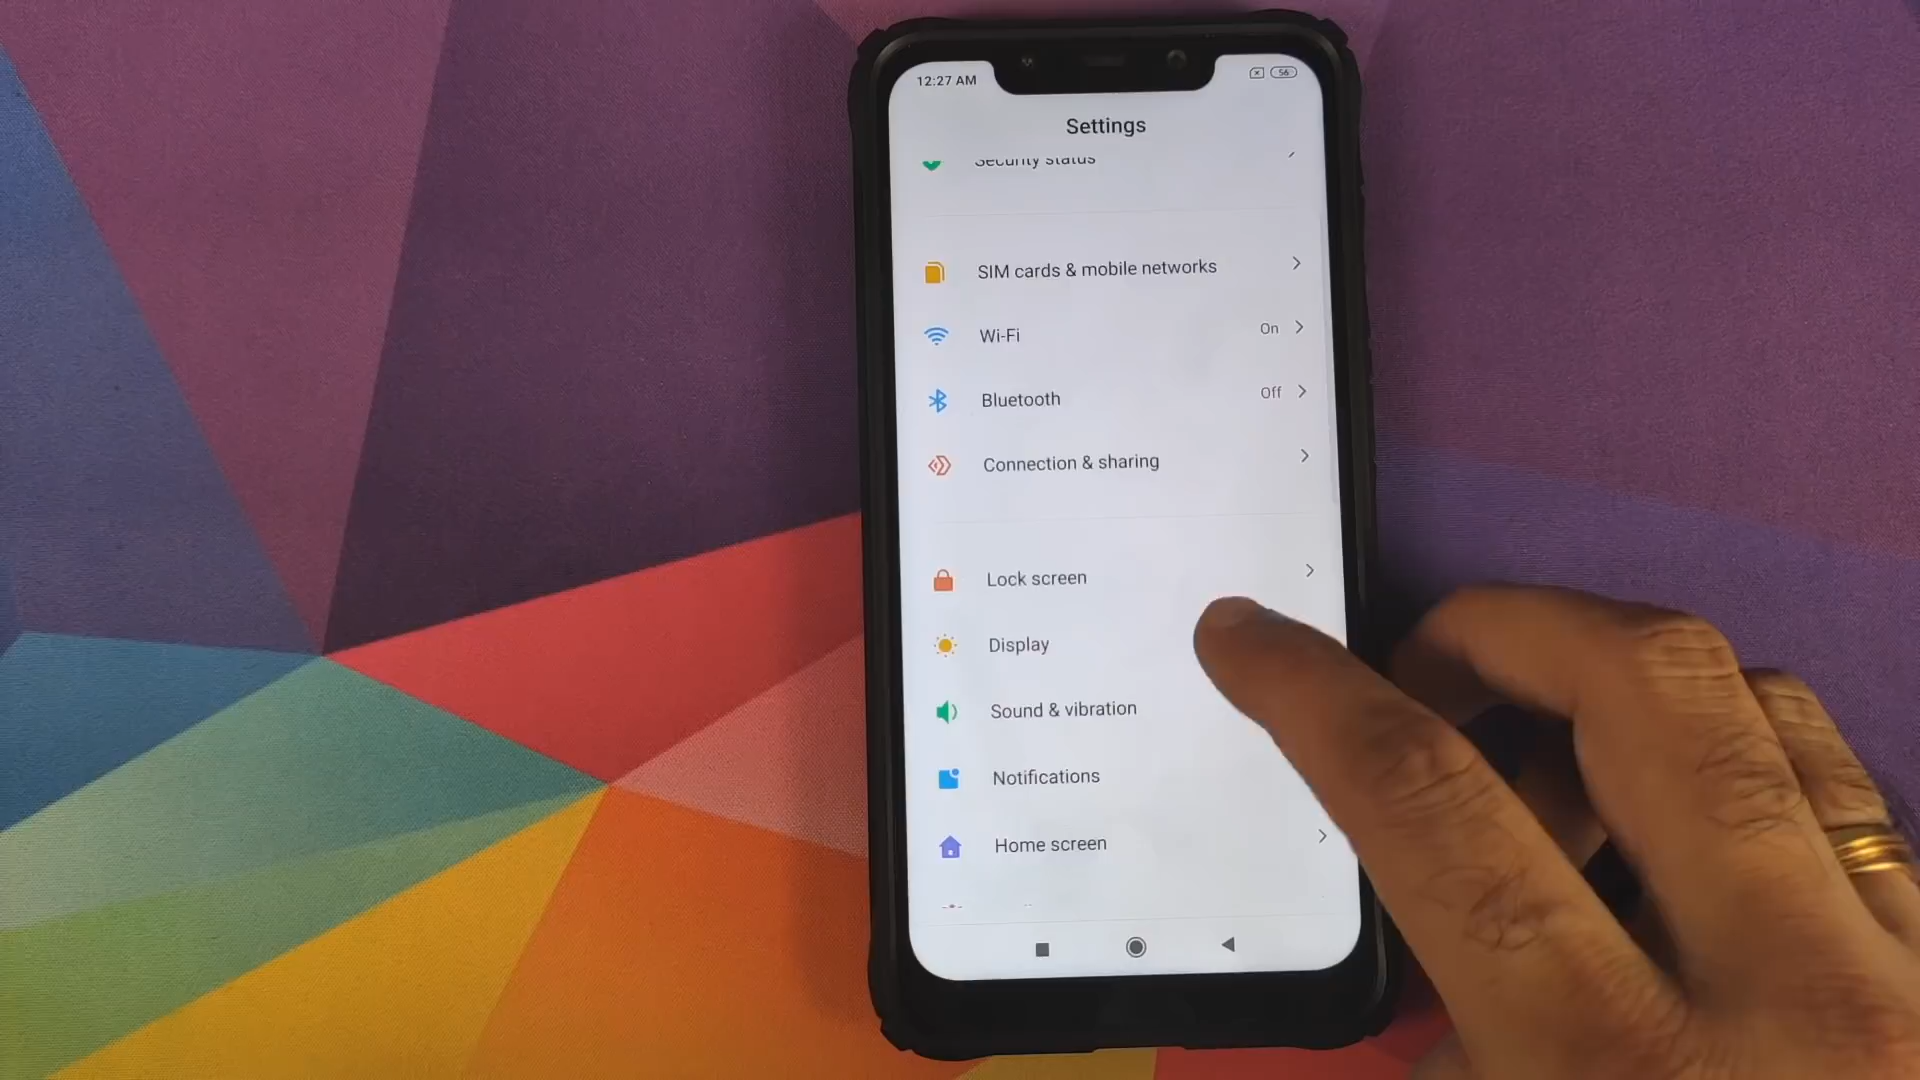 12:27 AM
56
Settings
Security status
SIM cards & mobile networks
Wi-Fi On
Bluetooth Off
Connection & sharing
Lock screen
Display
Sound & vibration
Notifications
Home screen